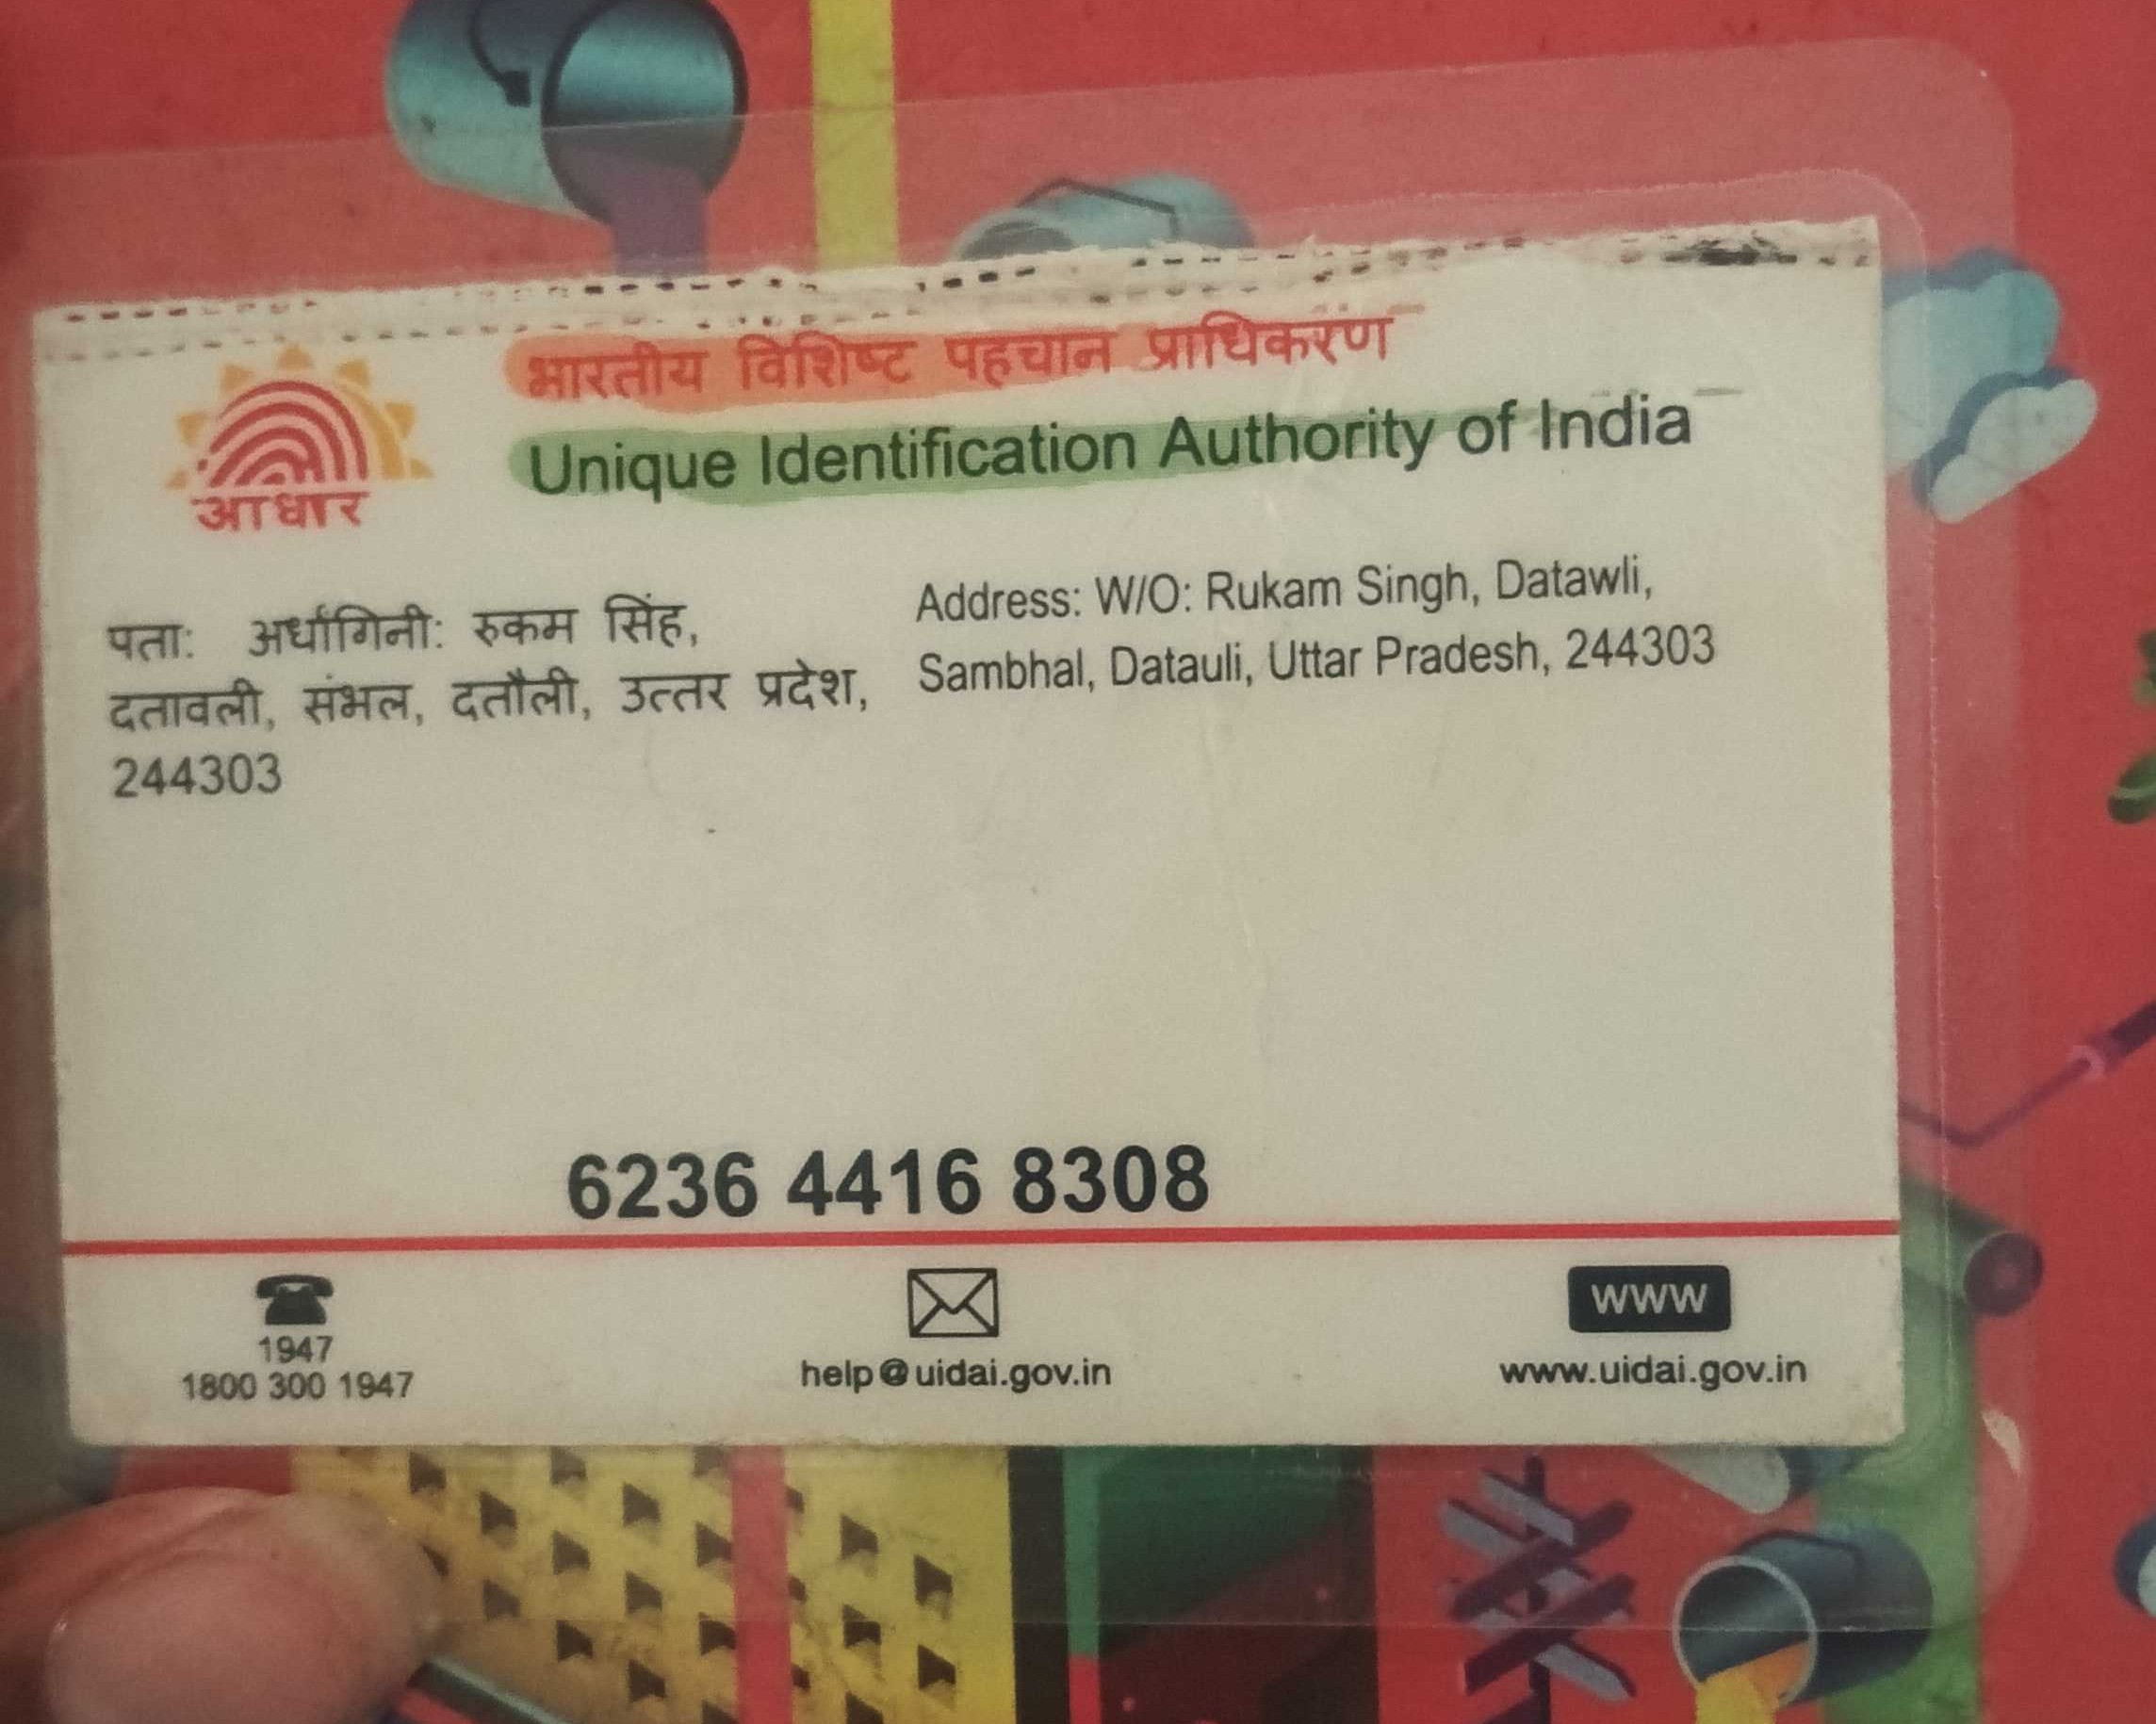 भारतीय विशिष्ट पहचान प्राधिकरण
Unique Identification Authority of India
आधार
पता: अर्धांगिनी: रुकम सिंह,
दतावली, संभल, दतौली, उत्तर प्रदेश,
244303
Address: W/O: Rukam Singh, Datawli,
Sambhal, Datauli, Uttar Pradesh, 244303
6236 4416 8308
1947
1800 300 1947
help@uidai.gov.in
www
www.uidai.gov.in